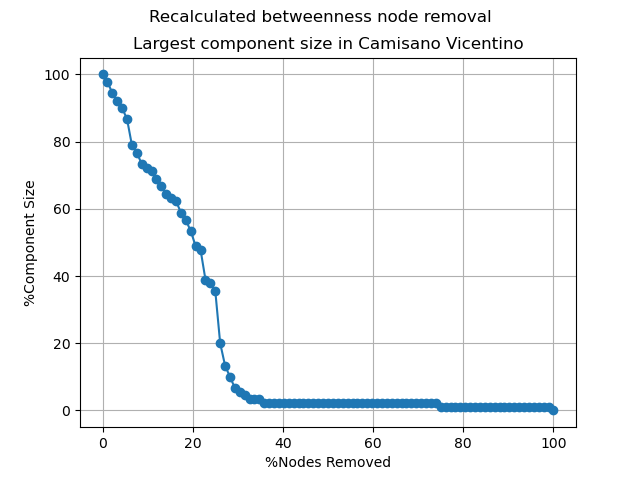 Recalculated betweenness node removal
Largest component size in Camisano Vicentino
100
80
60
40
20
0
%Component Size
0 20 40 60 80 100
%Nodes Removed